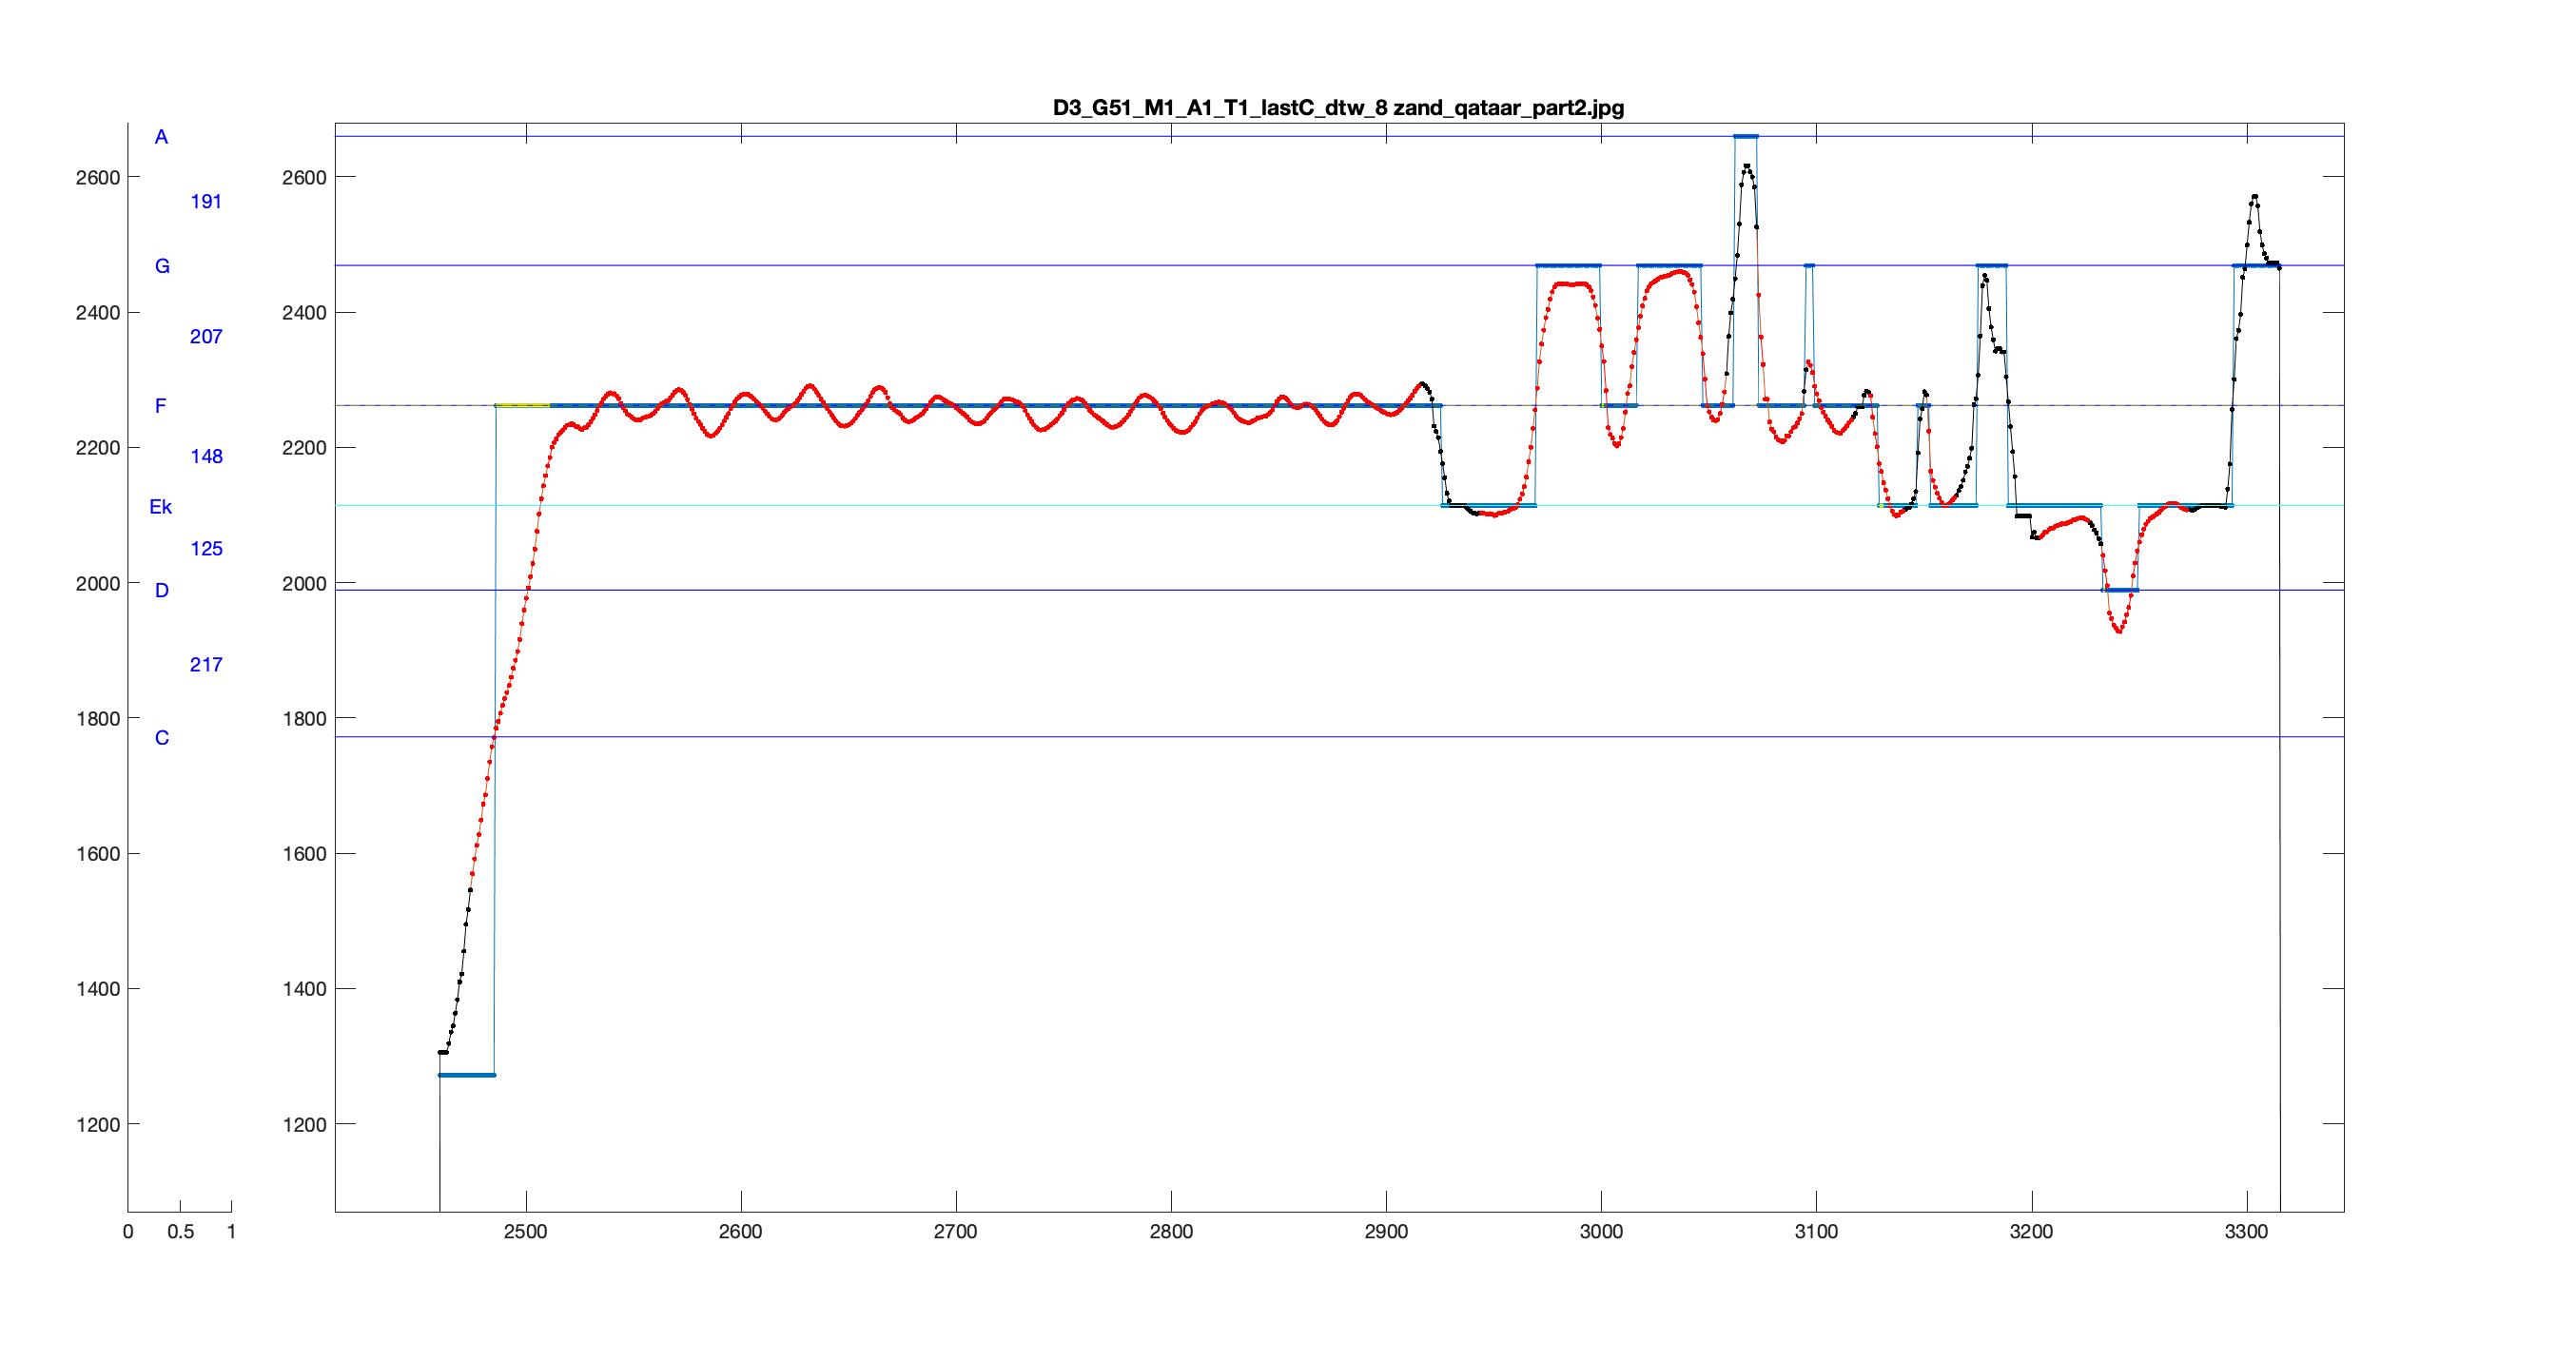 D3_G51_M1_A1_T1_lastC_dtw_8 zand_qataar_part2.jpg
A
2600 2600
191
G
2400 2400
207
F
2200 148 2200
Ek
125
2000 D 2000
217
1800 1800
C
1600 1600
1400 1400
1200 1200
0 0.5 1 2500 2600 2700 2800 2900 3000 3100 3200 3300